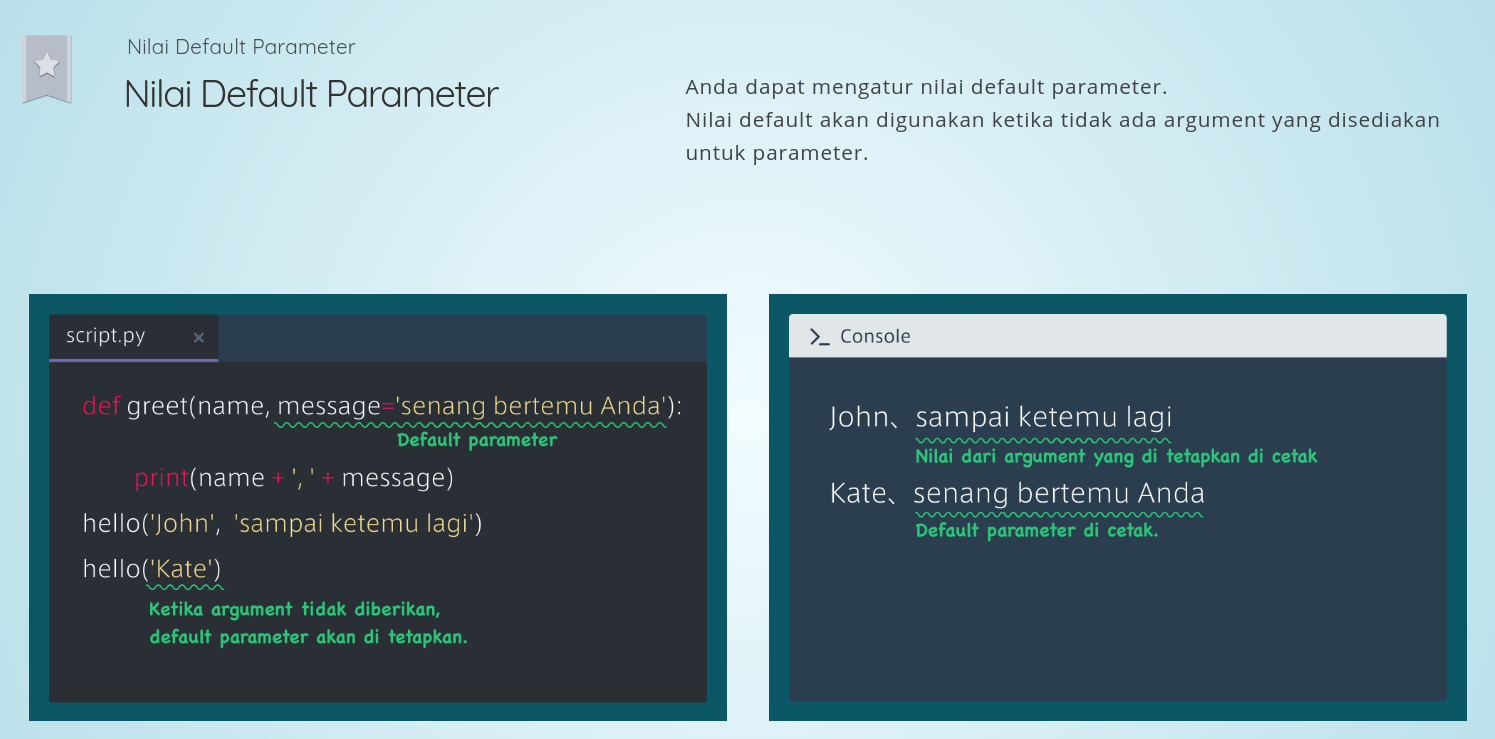 Nilai Default Parameter
Nilai Default Parameter
Anda dapat mengatur nilai default parameter.
Nilai default akan digunakan ketika tidak ada argument yang disediakan
untuk parameter.
script.py ×
def greet(name, message='senang bertemu Anda'):
Default parameter
print(name + ', ' + message)
hello('John', 'sampai ketemu lagi')
hello('Kate')
Ketika argument tidak diberikan,
default parameter akan di tetapkan.
>_ Console
John、sampai ketemu lagi
Nilai dari argument yang di tetapkan di cetak
Kate、senang bertemu Anda
Default parameter di cetak.